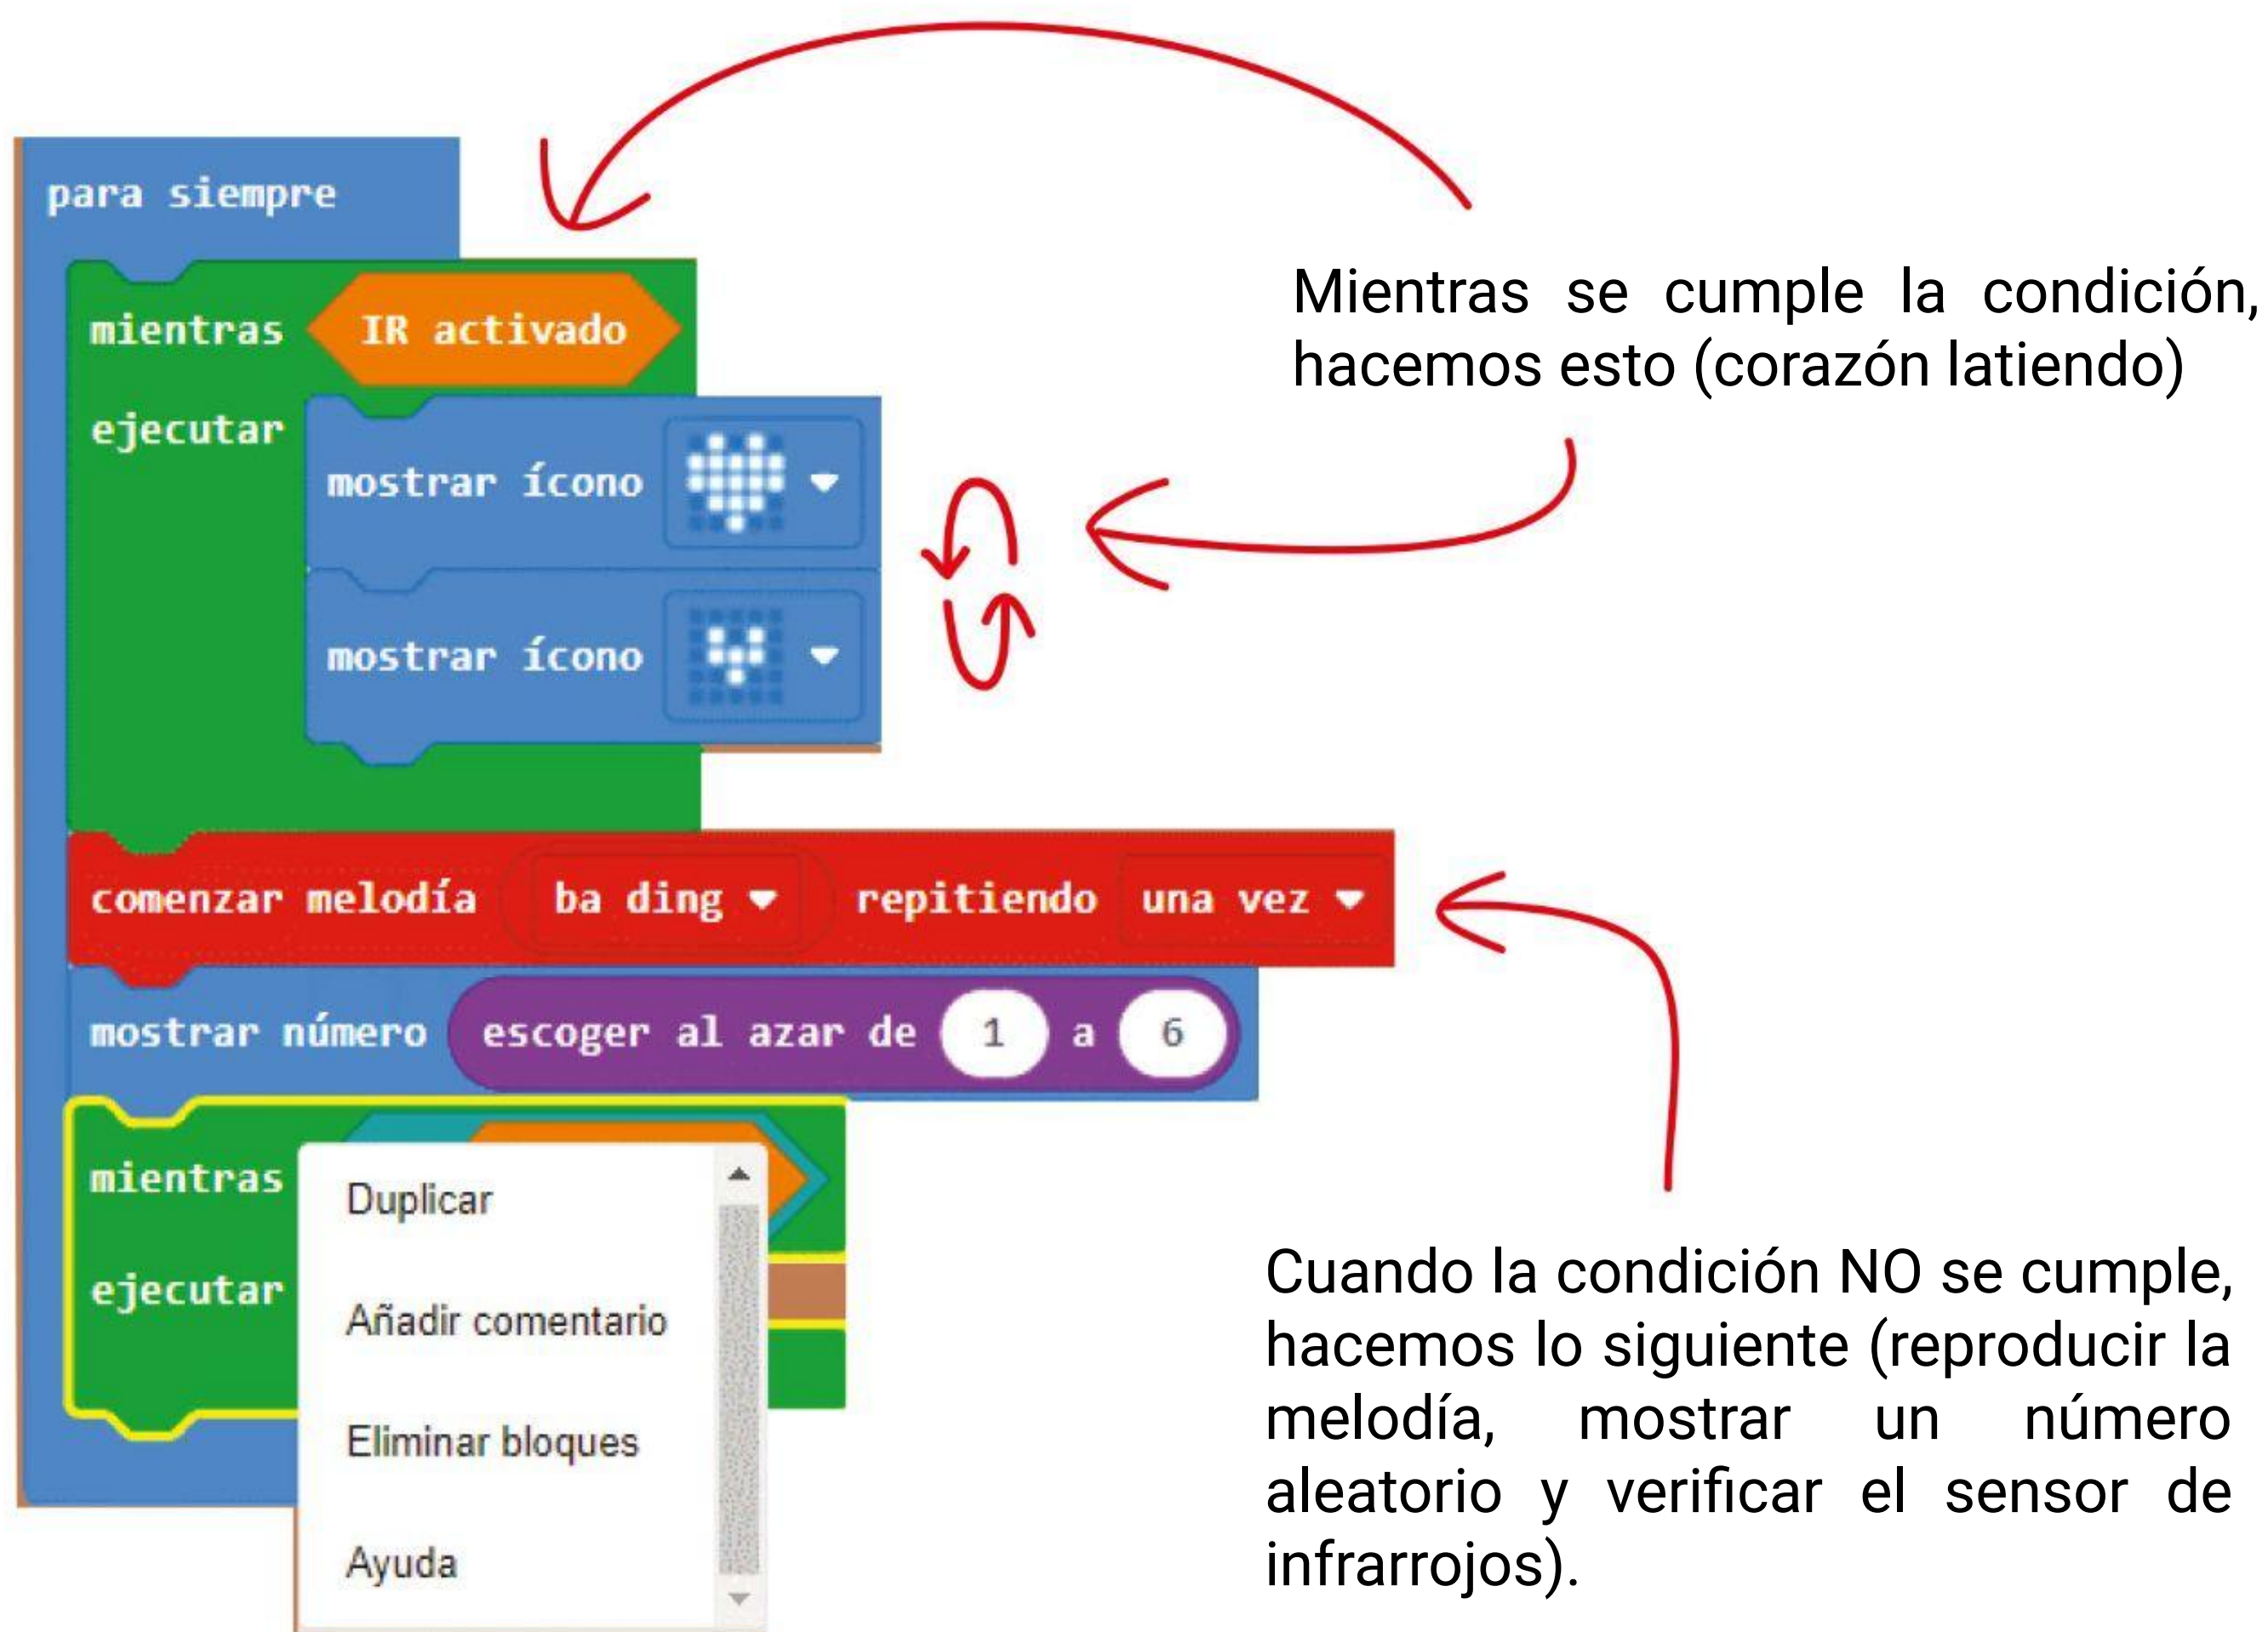 para siempre
mientras IR activado
ejecutar
mostrar ícono
mostrar ícono
Mientras se cumple la condición,
hacemos esto (corazón latiendo)
comenzar melodía ba ding repitiendo una vez
mostrar número escoger al azar de 1 a 6
mientras
ejecutar
Duplicar
Añadir comentario
Eliminar bloques
Ayuda
Cuando la condición NO se cumple,
hacemos lo siguiente (reproducir la
melodía, mostrar un número
aleatorio y verificar el sensor de
infrarrojos).